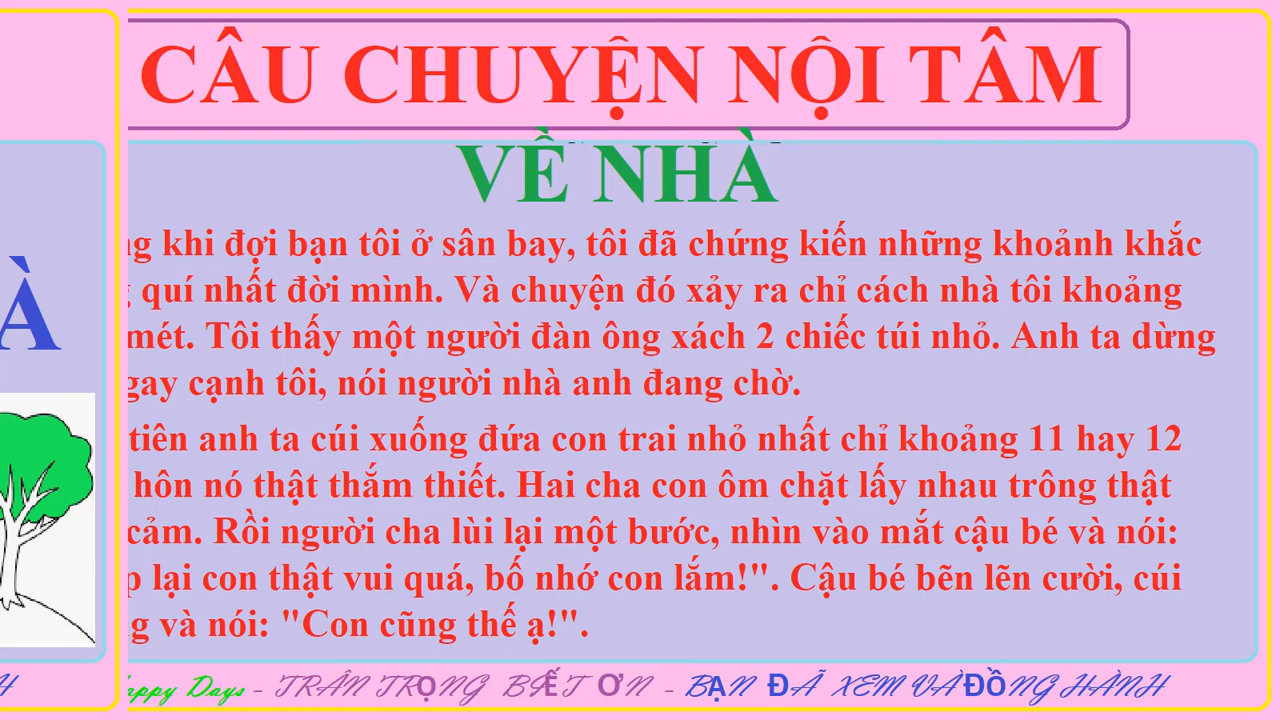 CÂU CHUYỆN NỘI TÂM
VỀ NHÀ
khi đợi bạn tôi ở sân bay, tôi đã chứng kiến những khoảnh khắc
quí nhất đời mình. Và chuyện đó xảy ra chỉ cách nhà tôi khoảng
mét. Tôi thấy một người đàn ông xách 2 chiếc túi nhỏ. Anh ta dừng
cạnh tôi, nói người nhà anh đang chờ.
tiên anh ta cúi xuống đứa con trai nhỏ nhất chỉ khoảng 11 hay 12
hôn nó thật thắm thiết. Hai cha con ôm chặt lấy nhau trông thật
cảm. Rồi người cha lùi lại một bước, nhìn vào mắt cậu bé và nói:
lại con thật vui quá, bố nhớ con lắm!". Cậu bé bẽn lẽn cười, cúi
và nói: "Con cũng thế ạ!".
À
Days - TRÂN TRỌNG BIẾT ƠN - BẠN ĐÃ XEM VÀ ĐỒNG HÀNH
H